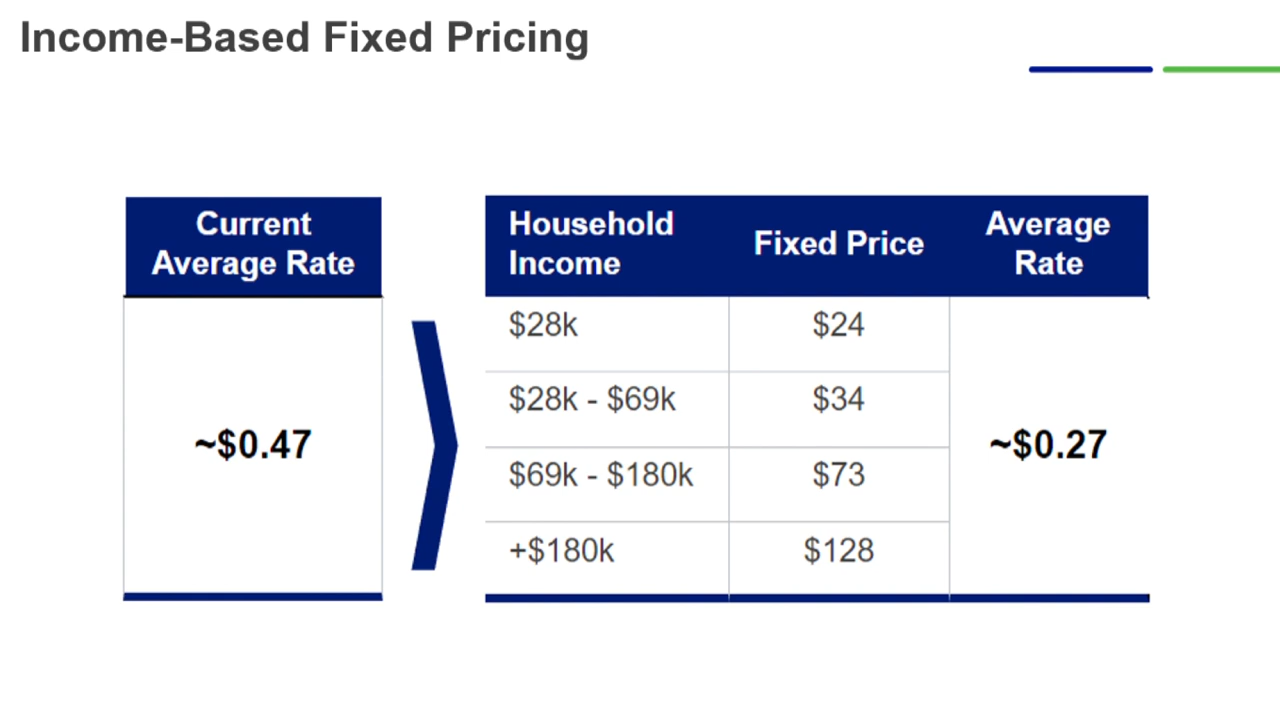 Income-Based Fixed Pricing
Current
Average Rate
~$0.47
Household
Income
Fixed Price
Average
Rate
$28k
$24
$28k - $69k
$34
$69k - $180k
$73
+$180k
$128
~$0.27